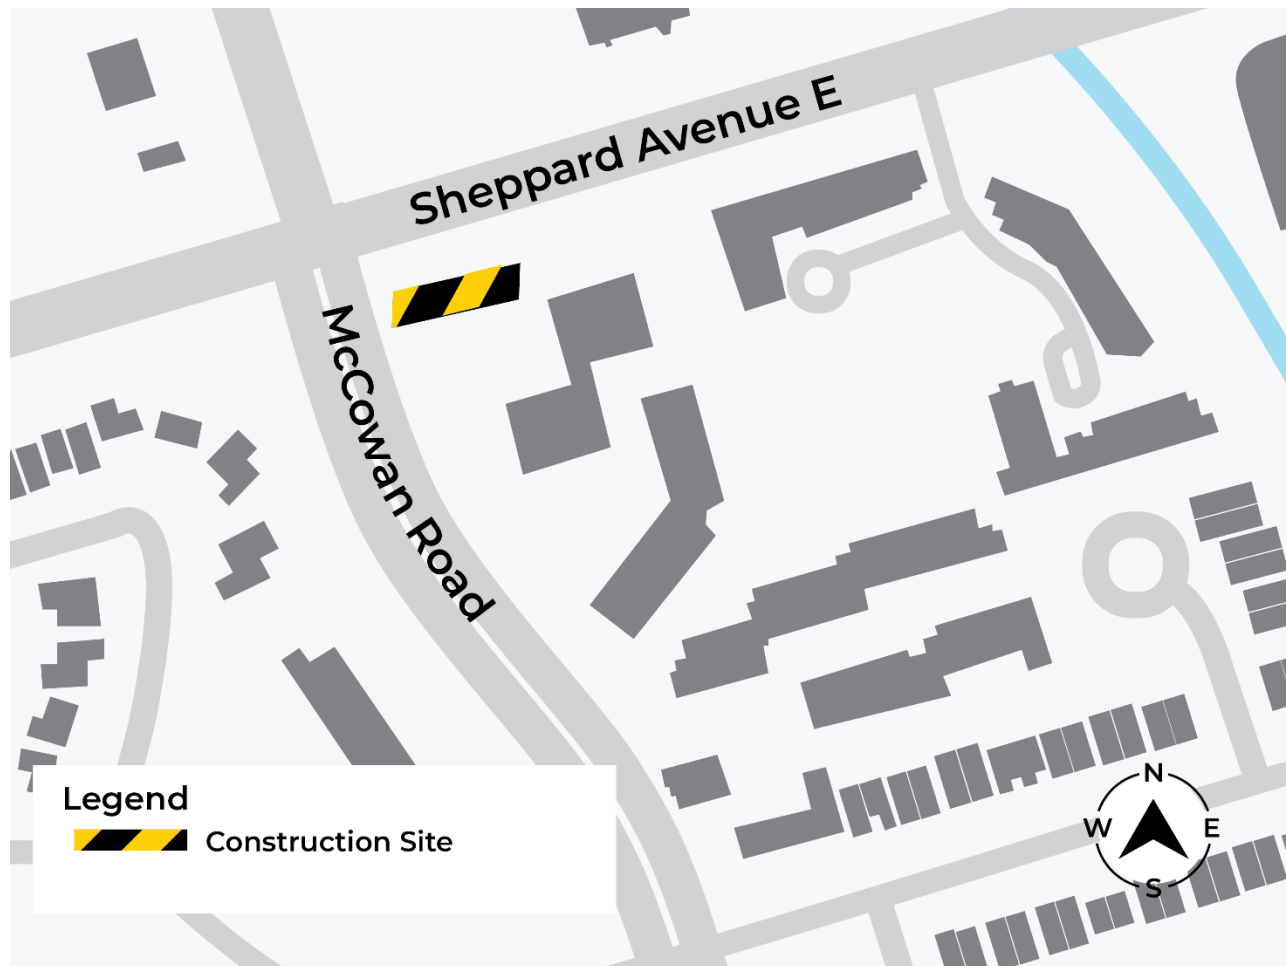 Sheppard Avenue E
McCowan Road
Legend
Construction Site
N
W
E
S